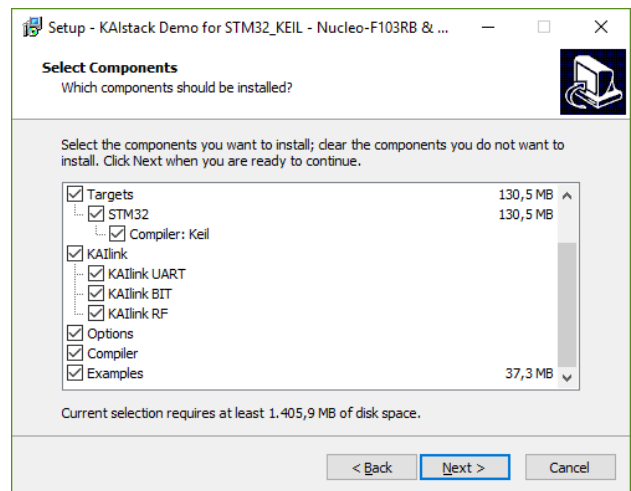 Setup - KAIstack Demo for STM32_KEIL - Nucleo-F103RB & ...
Select Components
Which components should be installed?
Select the components you want to install; clear the components you do not want to
install. Click Next when you are ready to continue.
Targets 130,5 MB
STM32 130,5 MB
Compiler: Keil
KAIlink
KAIlink UART
KAIlink BIT
KAIlink RF
Options
Compiler
Examples 37,3 MB
Current selection requires at least 1.405,9 MB of disk space.
< Back Next > Cancel